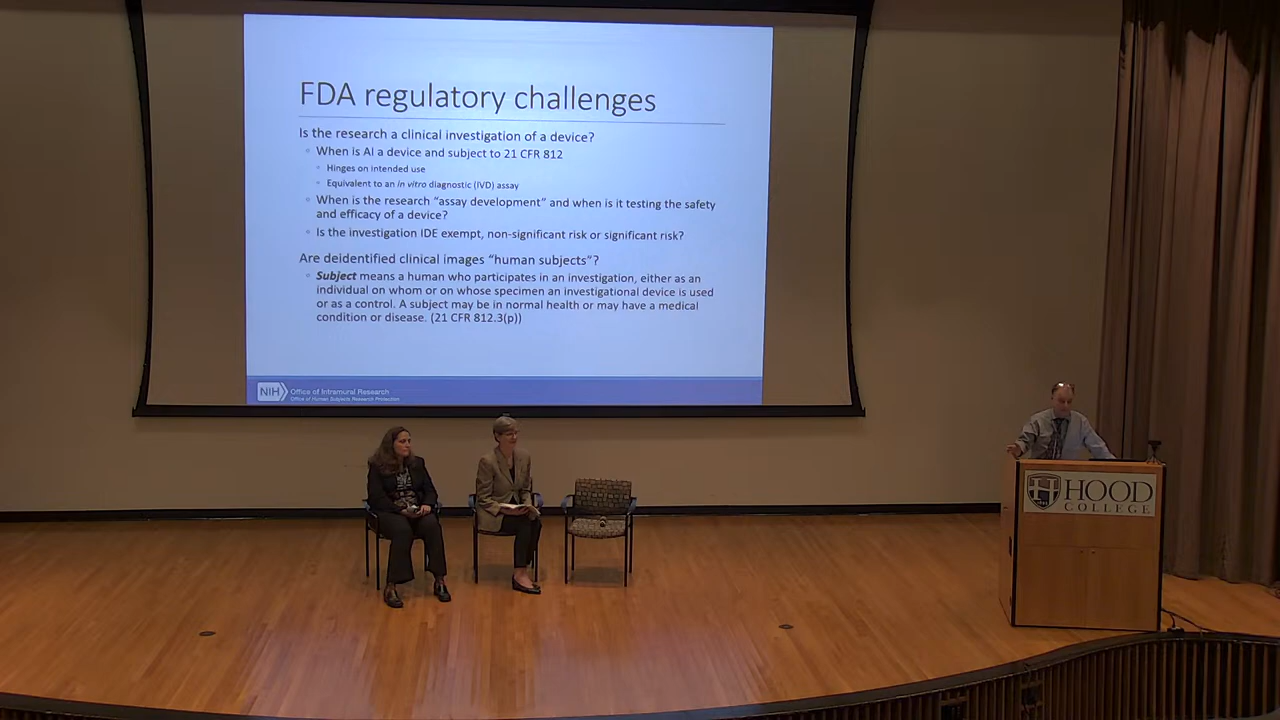 FDA regulatory challenges
Is the research a clinical investigation of a device?
When is AI a device and subject to 21 CFR 812
Hinges on intended use
Equivalent to an in vitro diagnostic (IVD) assay
When is the research “assay development” and when is it testing the safety
and efficacy of a device?
Is the investigation IDE exempt, non-significant risk or significant risk?
Are deidentified clinical images “human subjects”?
Subject means a human who participates in an investigation, either as an
individual on whom or on whose specimen an investigational device is used
or as a control. A subject may be in normal health or may have a medical
condition or disease. (21 CFR 812.3(p))
NIH
Office of Intramural Research
Office of Human Subjects Research Protection
HOOD
COLLEGE